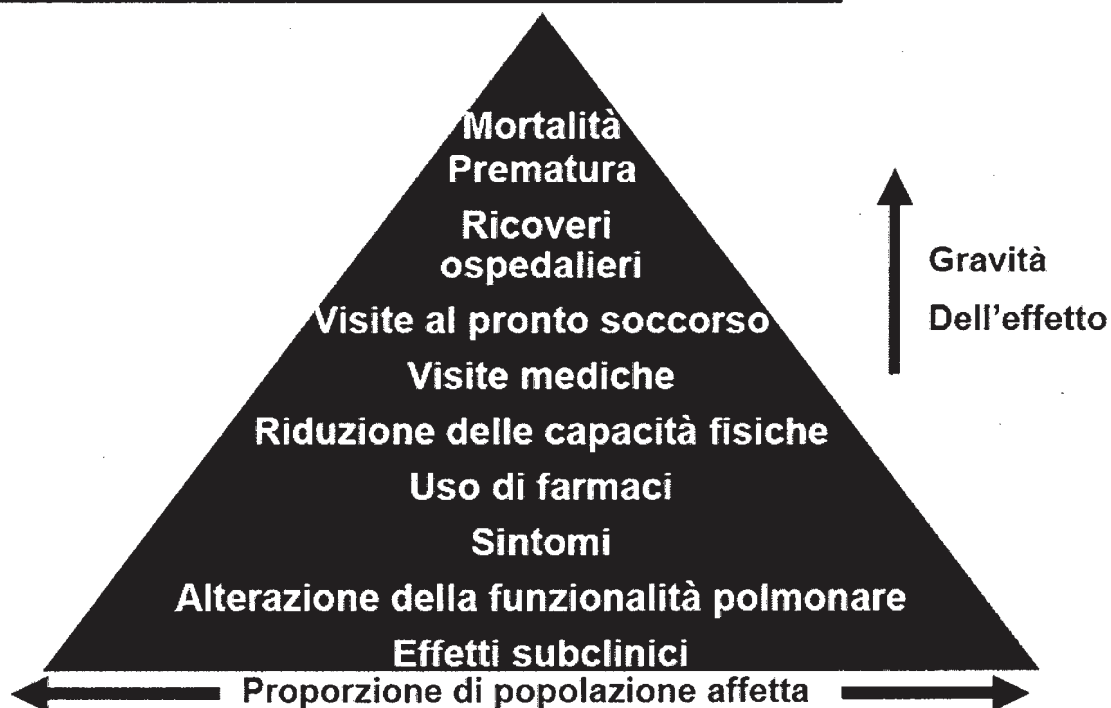 Mortalità
Prematura
Ricoveri
ospedalieri
Visite al pronto soccorso
Visite mediche
Riduzione delle capacità fisiche
Uso di farmaci
Sintomi
Alterazione della funzionalità polmonare
Effetti subclinici
Proporzione di popolazione affetta
Gravità
Dell'effetto